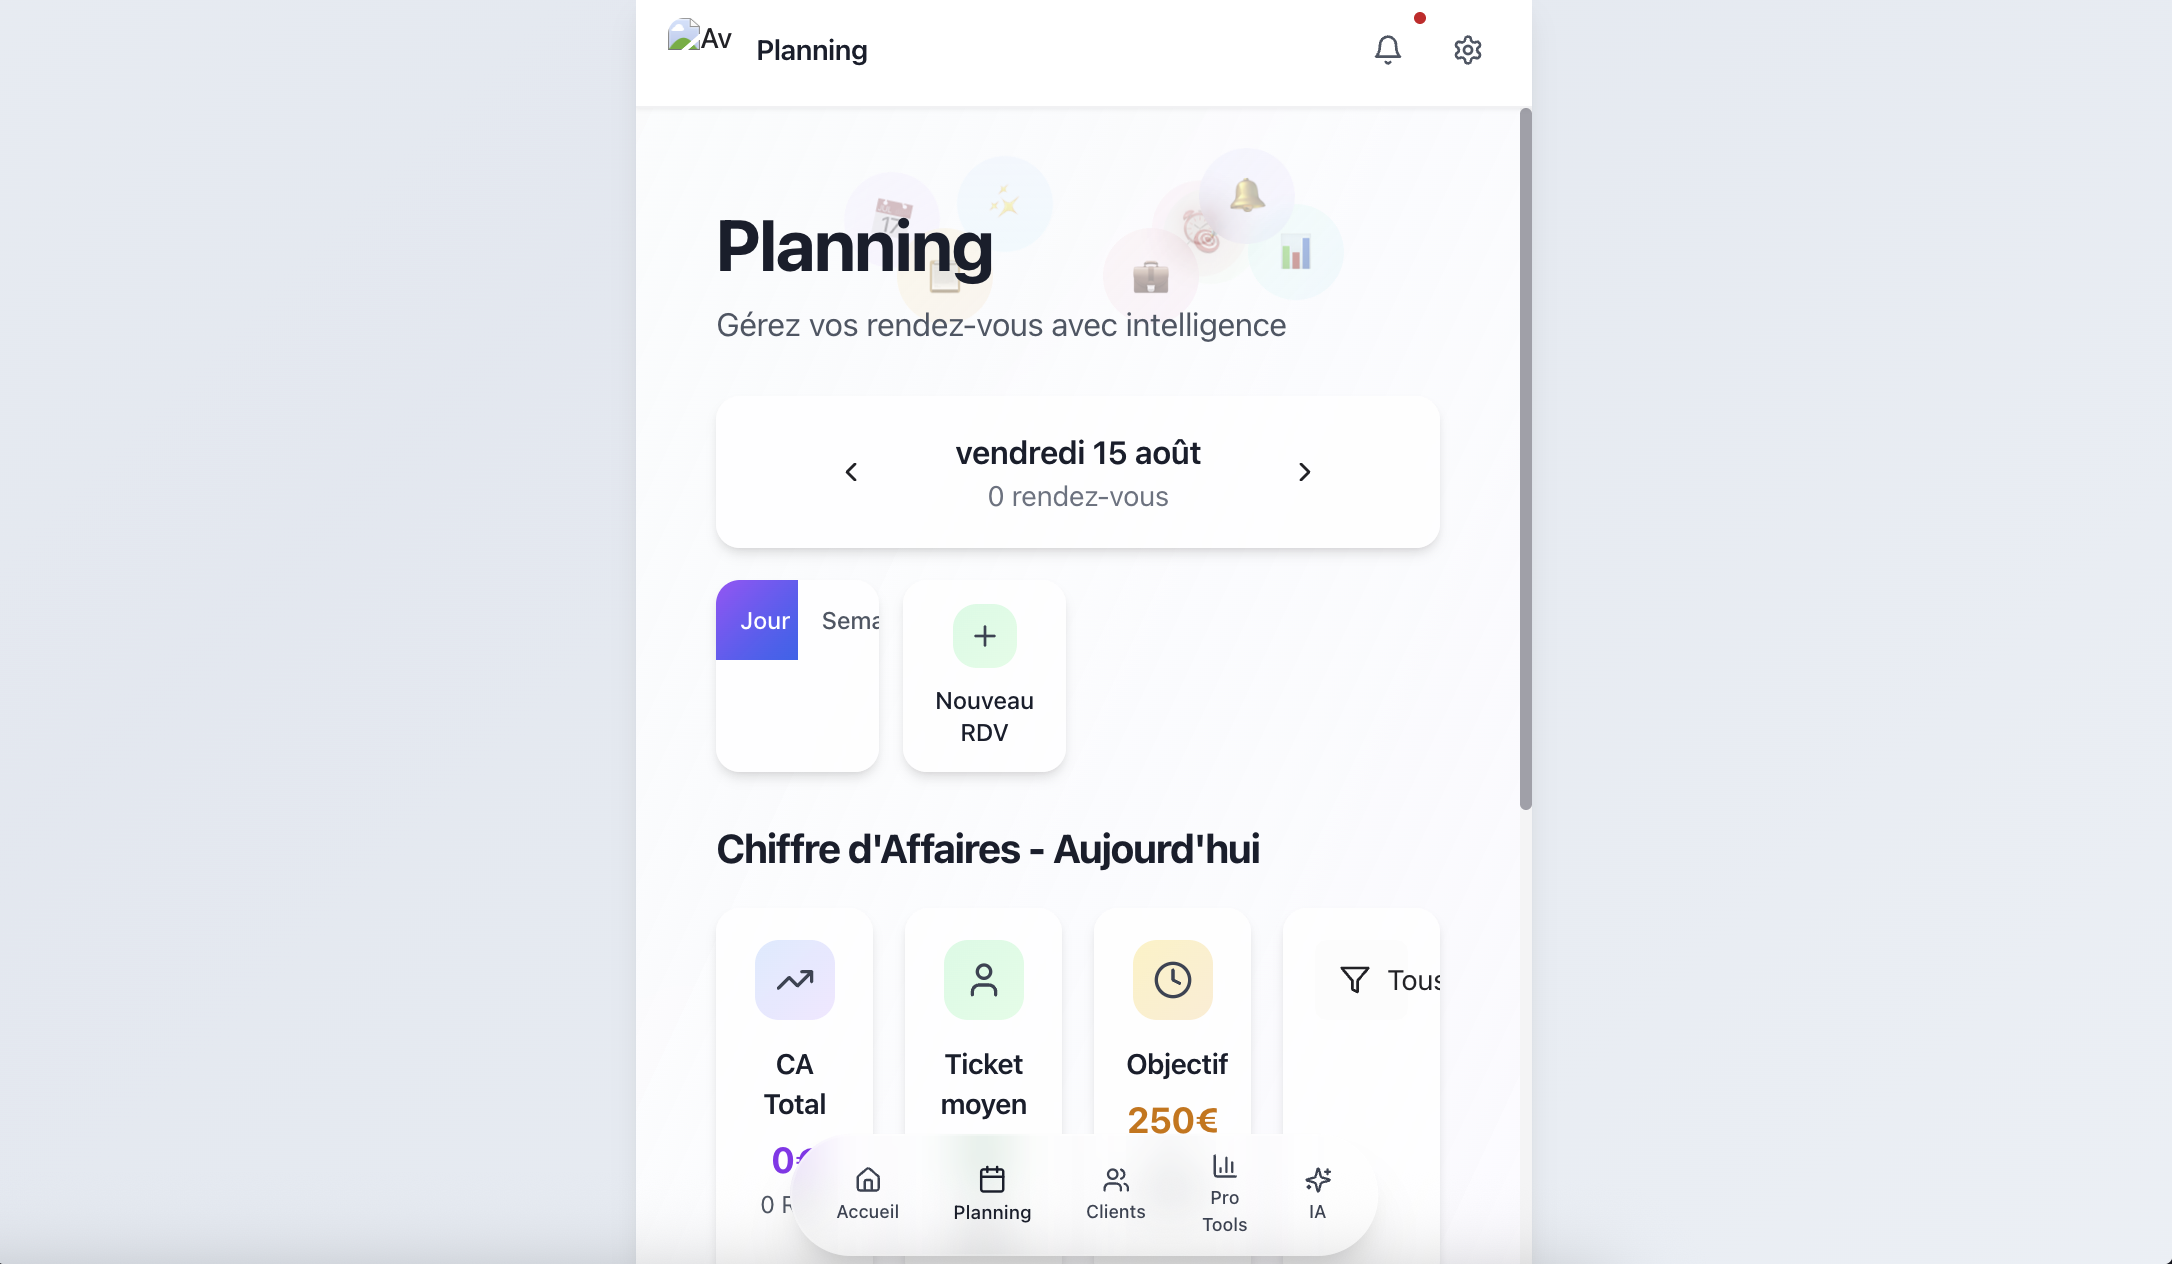 Av
Planning
Planning
Gérez vos rendez-vous avec intelligence
vendredi 15 août
0 rendez-vous
Jour
Sema
Nouveau
RDV
Chiffre d'Affaires - Aujourd'hui
CA
Total
0€
0 R
Ticket
moyen
Objectif
250€
Tous
Accueil
Planning
Clients
Pro
Tools
IA